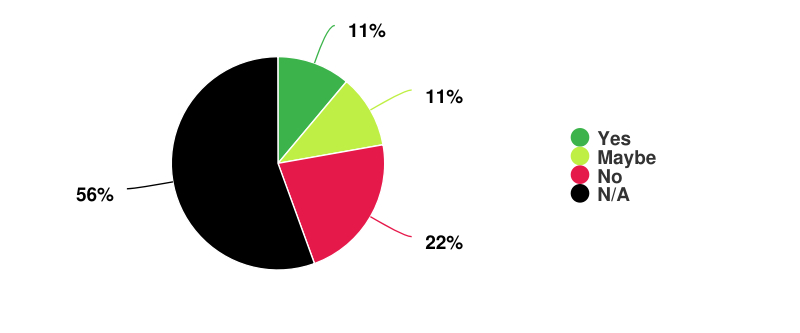 11%
11%
22%
56%
Yes
Maybe
No
N/A